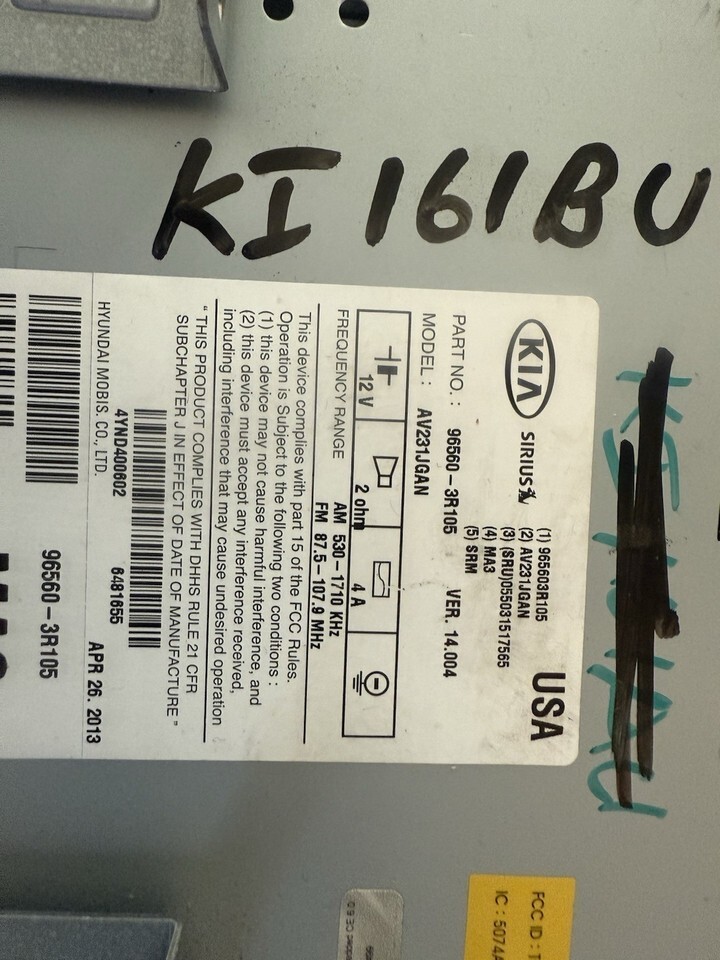 KI 161BU
KIA
SIRIUS
USA
(1) 965603R105
(2) AV231JGAN
(3) (SRU)055031517565
(4) MA3
(5) SRM
PART NO. : 96560-3R105 VER. 14.004
MODEL : AV231JGAN
12 V 2 ohm 4 A
FREQUENCY RANGE AM 530-1710 KHz
FM 87.5-107.9 MHz
This device complies with part 15 of the FCC Rules.
Operation is Subject to the following two conditions :
(1) this device may not cause harmful interference, and
(2) this device must accept any interference received,
including interference that may cause undesired operation
"THIS PRODUCT COMPLIES WITH DHHS RULE 21 CFR
SUBCHAPTER J IN EFFECT OF DATE OF MANUFACTURE"
4YND400602 6481655
HYUNDAI MOBIS. CO., LTD. APR 26. 2013
96560-3R105
FCC ID :
IC : 5074A